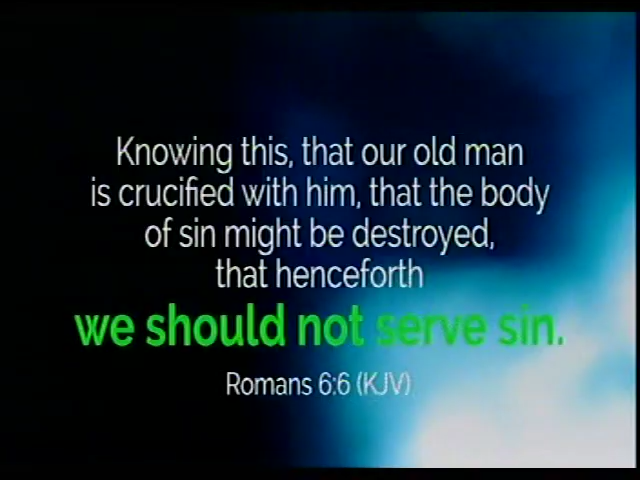 Knowing this, that our old man
is crucified with him, that the body
of sin might be destroyed,
that henceforth
we should not serve sin.
Romans 6:6 (KJV)